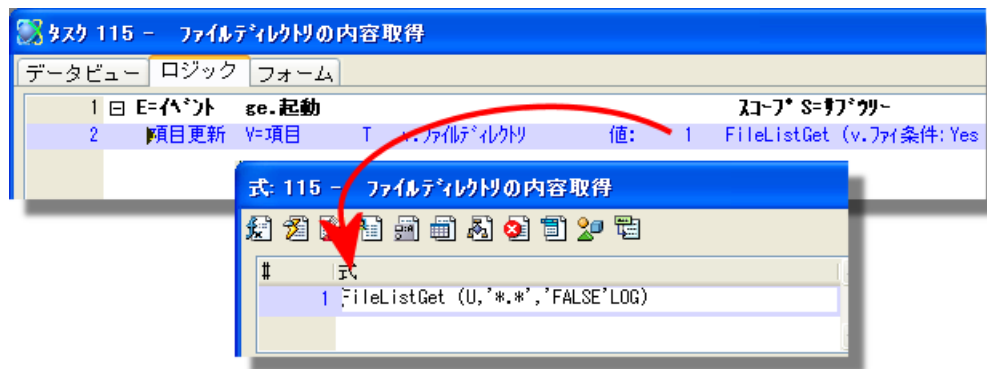 タスク 115 - ファイルディレクトリの内容取得
データビュー ロジック フォーム
1 E=イベント ge.起動 スコープ S=サブツリー
2 項目更新 V=項目 T v.ファイルディレクトリ 値: 1 FileListGet (v.ファイ条件:Yes
式: 115 - ファイルディレクトリの内容取得
# 式
1 FileListGet (U,'*.*','FALSE'LOG)